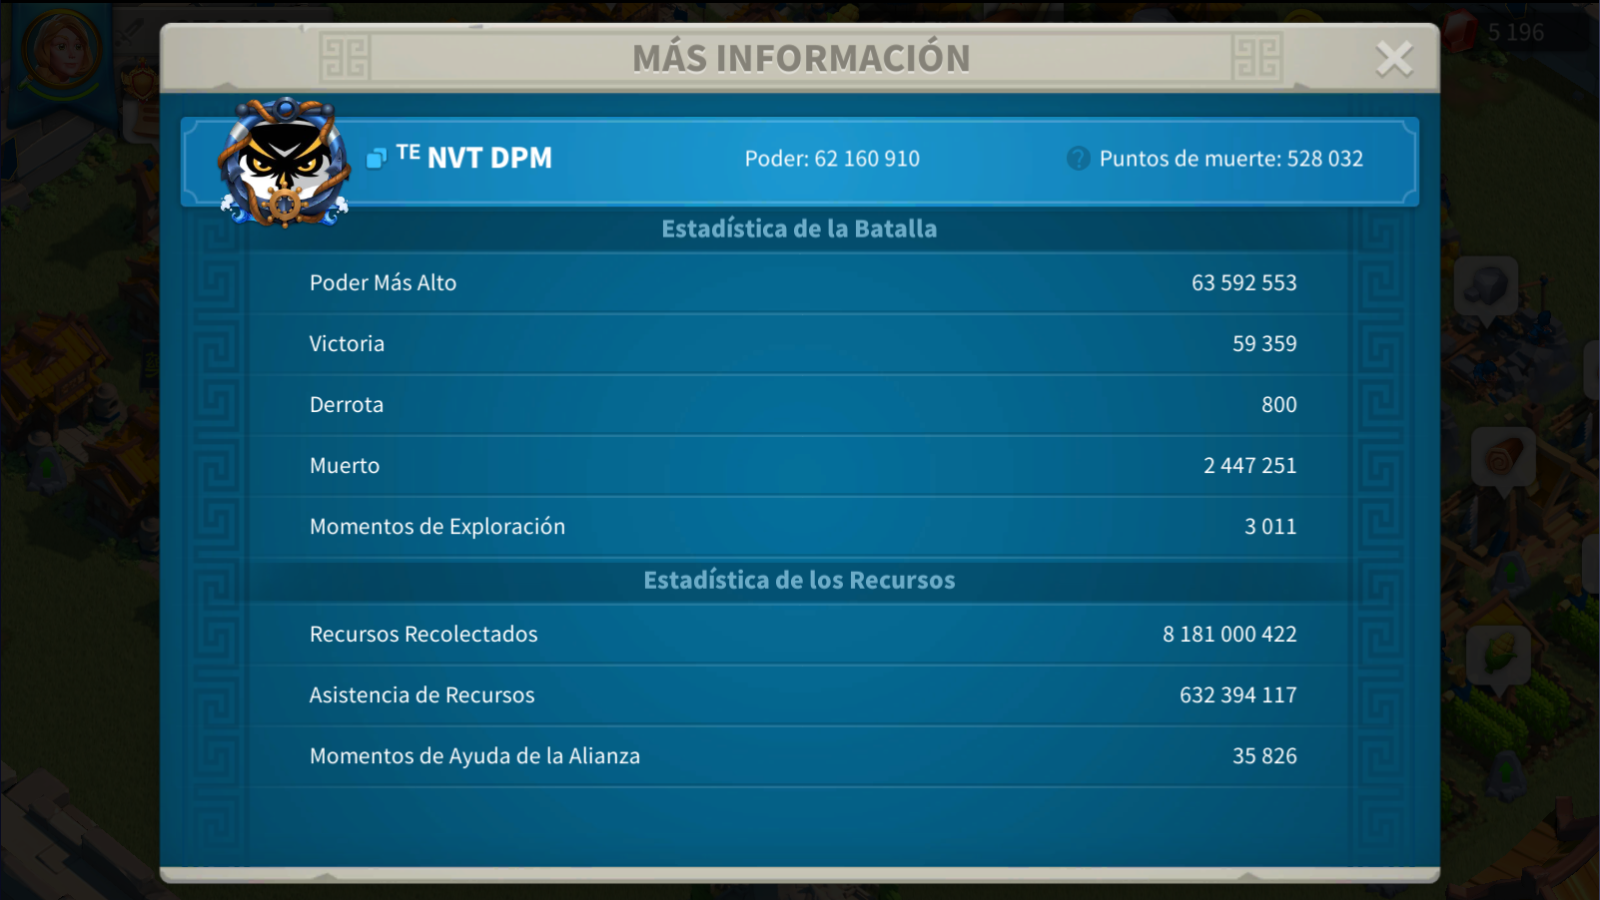 5 196
MÁS INFORMACIÓN
ᵀᴱ NVT DPM
Poder: 62 160 910
? Puntos de muerte: 528 032
Estadística de la Batalla
Poder Más Alto 63 592 553
Victoria 59 359
Derrota 800
Muerto 2 447 251
Momentos de Exploración 3 011
Estadística de los Recursos
Recursos Recolectados 8 181 000 422
Asistencia de Recursos 632 394 117
Momentos de Ayuda de la Alianza 35 826